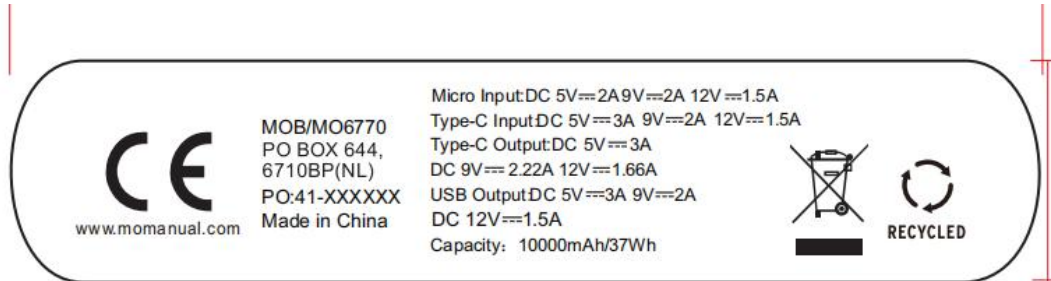 CE
www.momanual.com
MOB/MO6770
PO BOX 644,
6710BP(NL)
PO:41-XXXXXX
Made in China
Micro Input:DC 5V⎓2A9V⎓2A 12V⎓1.5A
Type-C Input:DC 5V⎓3A 9V⎓2A 12V⎓1.5A
Type-C Output:DC 5V⎓3A
DC 9V⎓2.22A 12V⎓1.66A
USB Output:DC 5V⎓3A 9V⎓2A
DC 12V⎓1.5A
Capacity: 10000mAh/37Wh
RECYCLED